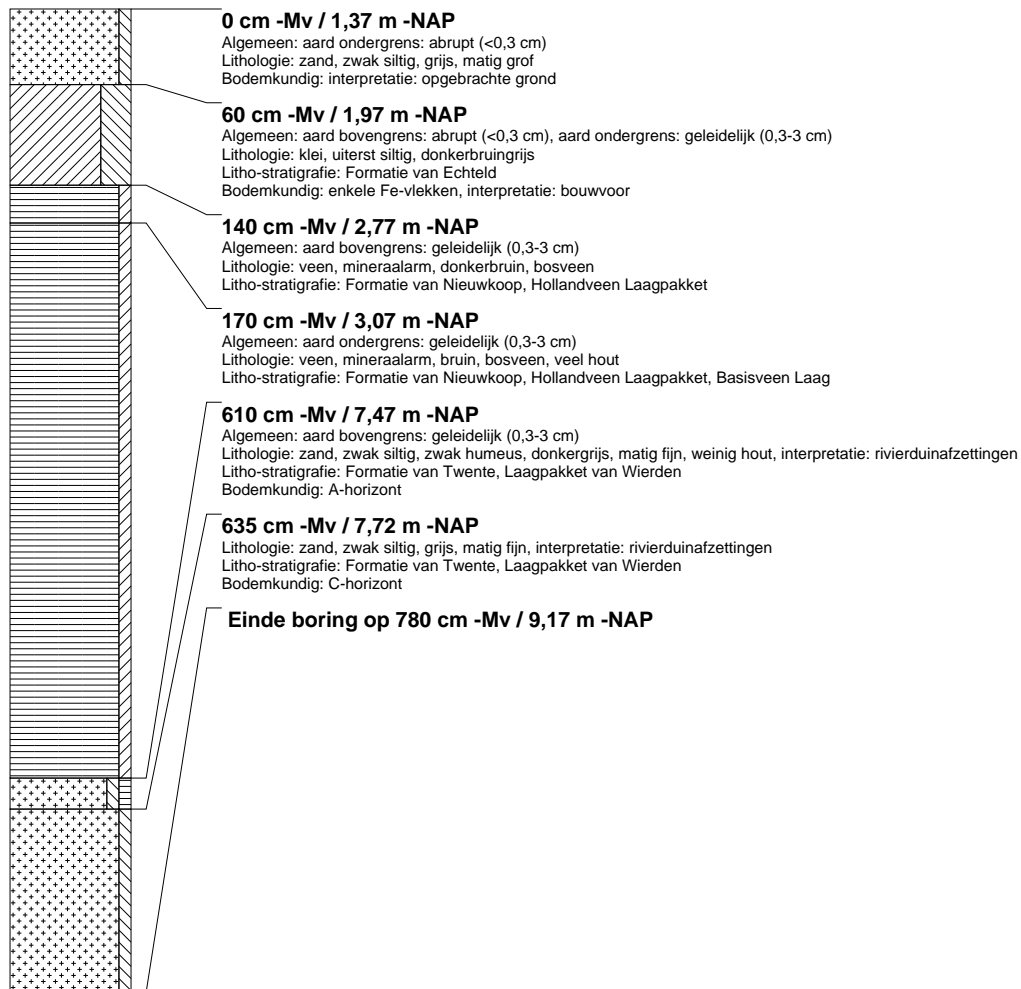 0 cm -Mv / 1,37 m -NAP
Algemeen: aard ondergrens: abrupt (<0,3 cm)
Lithologie: zand, zwak siltig, grijs, matig grof
Bodemkundig: interpretatie: opgebrachte grond
60 cm -Mv / 1,97 m -NAP
Algemeen: aard bovengrens: abrupt (<0,3 cm), aard ondergrens: geleidelijk (0,3-3 cm)
Lithologie: klei, uiterst siltig, donkerbruingrijs
Litho-stratigrafie: Formatie van Echteld
Bodemkundig: enkele Fe-vlekken, interpretatie: bouwvoor
140 cm -Mv / 2,77 m -NAP
Algemeen: aard bovengrens: geleidelijk (0,3-3 cm)
Lithologie: veen, mineraalarm, donkerbruin, bosveen
Litho-stratigrafie: Formatie van Nieuwkoop, Hollandveen Laagpakket
170 cm -Mv / 3,07 m -NAP
Algemeen: aard ondergrens: geleidelijk (0,3-3 cm)
Lithologie: veen, mineraalarm, bruin, bosveen, veel hout
Litho-stratigrafie: Formatie van Nieuwkoop, Hollandveen Laagpakket, Basisveen Laag
610 cm -Mv / 7,47 m -NAP
Algemeen: aard bovengrens: geleidelijk (0,3-3 cm)
Lithologie: zand, zwak siltig, zwak humeus, donkergrijs, matig fijn, weinig hout, interpretatie: rivierduinafzettingen
Litho-stratigrafie: Formatie van Twente, Laagpakket van Wierden
Bodemkundig: A-horizont
635 cm -Mv / 7,72 m -NAP
Lithologie: zand, zwak siltig, grijs, matig fijn, interpretatie: rivierduinafzettingen
Litho-stratigrafie: Formatie van Twente, Laagpakket van Wierden
Bodemkundig: C-horizont
Einde boring op 780 cm -Mv / 9,17 m -NAP